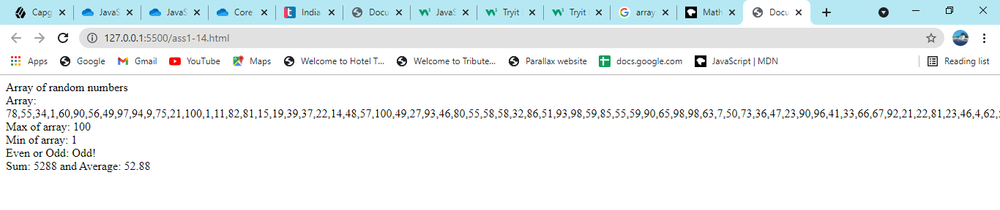 Capg
JavaS
JavaS
Core
India
Docu
JavaS
Tryit
Tryit
array
Math
Docu
127.0.0.1:5500/ass1-14.html
Apps Google Gmail YouTube Maps Welcome to Hotel T... Welcome to Tribute... Parallax website docs.google.com JavaScript | MDN Reading list
Array of random numbers
Array:
78,55,34,1,60,90,56,49,97,94,9,75,21,100,1,11,82,81,15,19,39,37,22,14,48,57,100,49,27,93,46,80,55,58,58,32,86,51,93,98,59,85,55,59,90,65,98,98,63,7,50,73,36,47,23,90,96,41,33,66,67,92,21,22,81,23,46,4,62,
Max of array: 100
Min of array: 1
Even or Odd: Odd!
Sum: 5288 and Average: 52.88